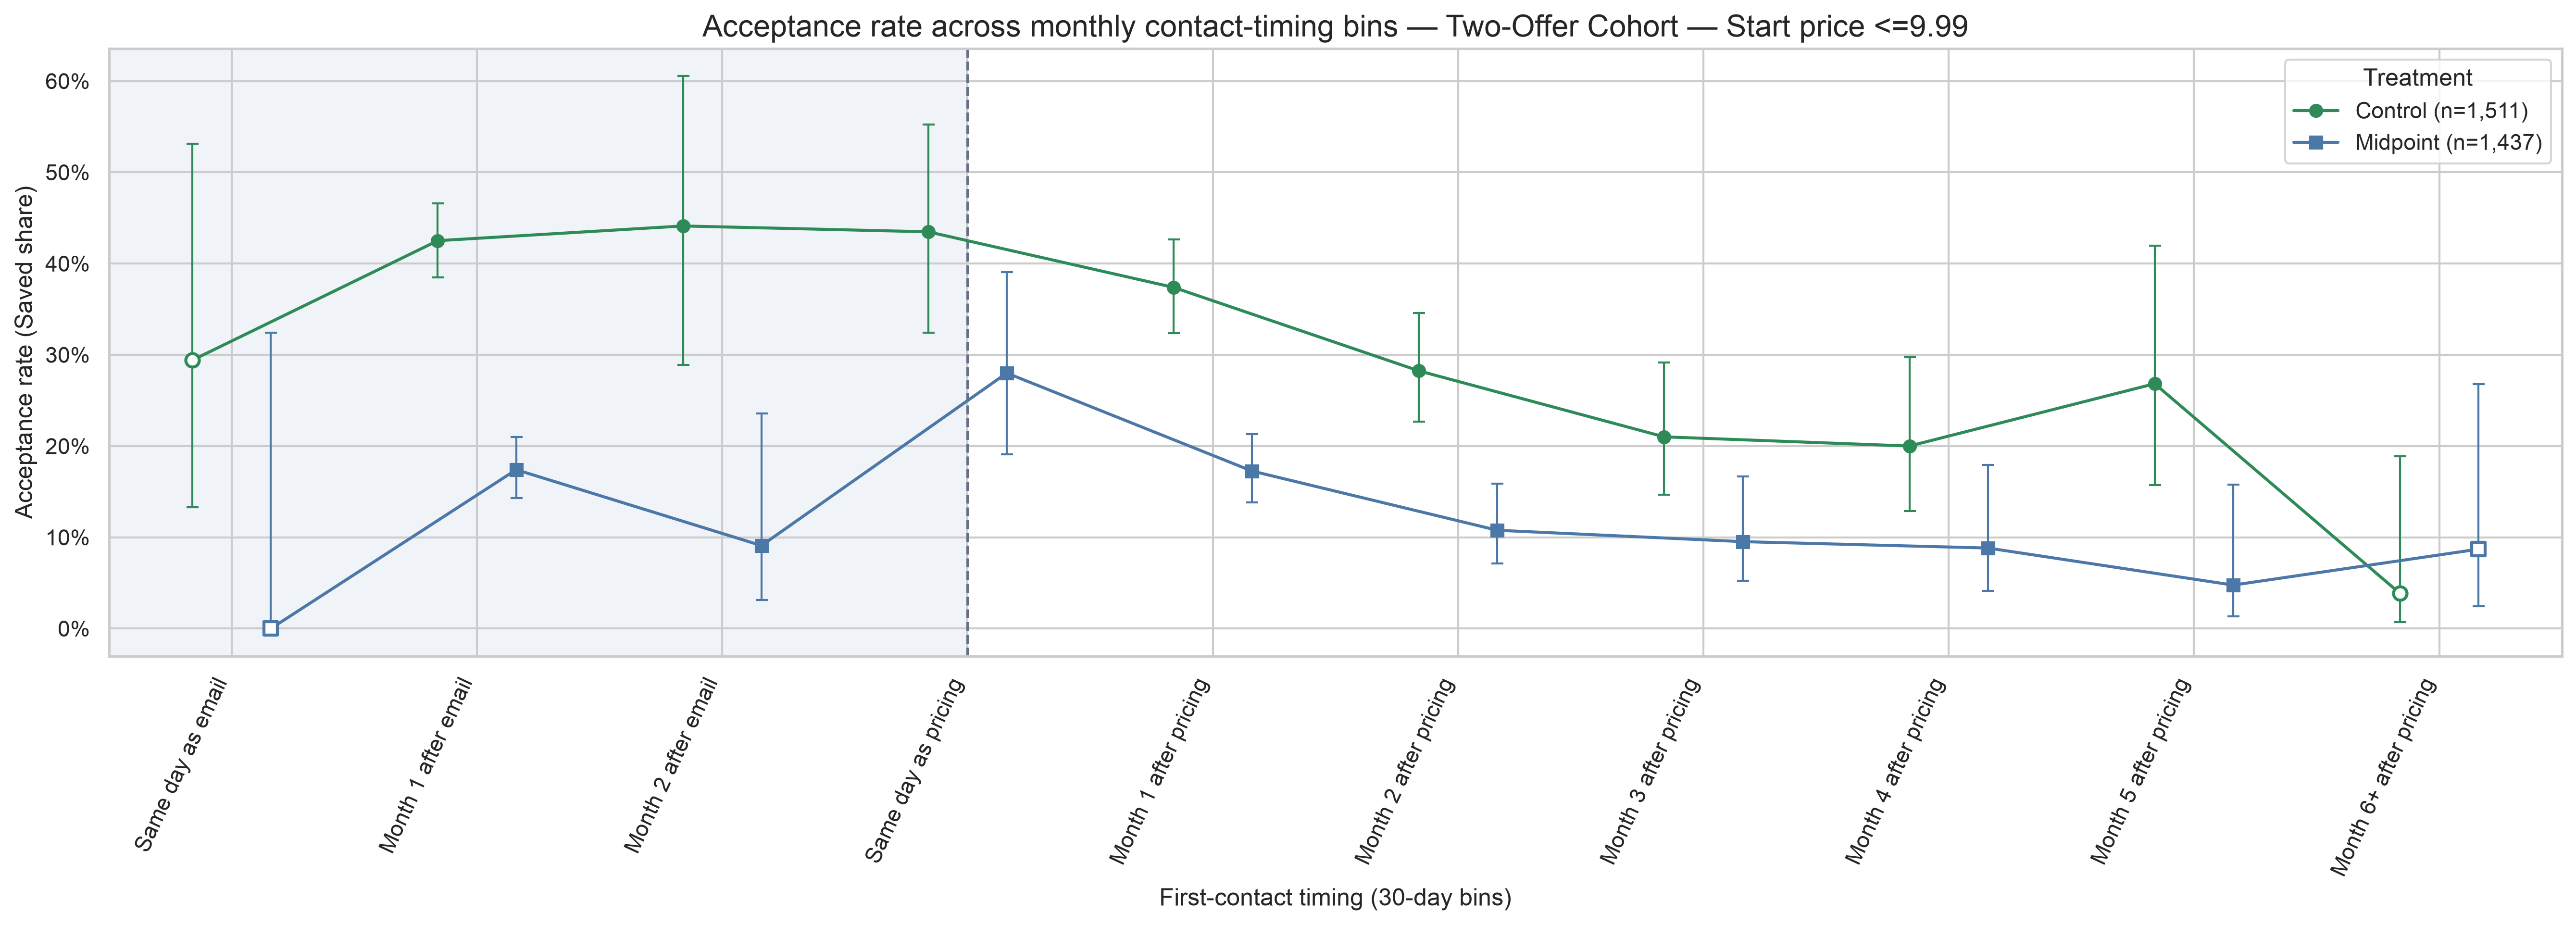 Acceptance rate across monthly contact-timing bins — Two-Offer Cohort — Start price <=9.99
Treatment
Control (n=1,511)
Midpoint (n=1,437)
Acceptance rate (Saved share)
60%
50%
40%
30%
20%
10%
0%
Same day as email
Month 1 after email
Month 2 after email
Same day as pricing
Month 1 after pricing
Month 2 after pricing
Month 3 after pricing
Month 4 after pricing
Month 5 after pricing
Month 6+ after pricing
First-contact timing (30-day bins)